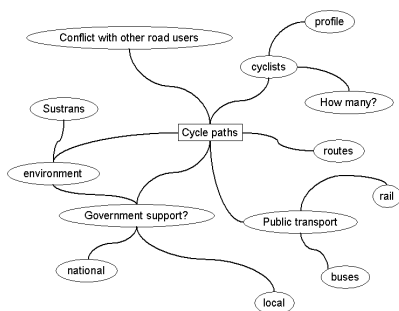 profile
Conflict with other road users
cyclists
Sustrans
How many?
Cycle paths
routes
environment
rail
Government support?
Public transport
national
buses
local